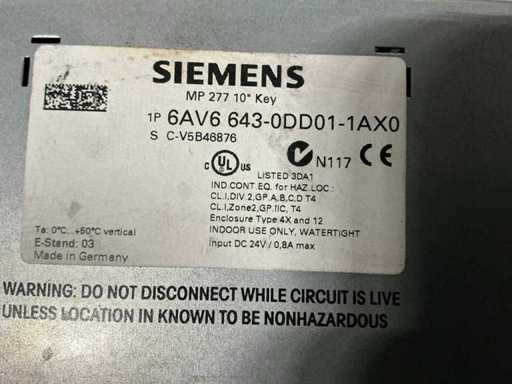 SIEMENS
MP 277 10" Key
1P 6AV6 643-0DD01-1AX0
S C-V5B46876
C UL US
N117 CE
LISTED 3DA1
IND.CONT.EQ. for HAZ.LOC.:
CL.I,DIV.2,GP.A,B,C,D T4
CL.I,Zone2,GP.IIC, T4
Enclosure Type 4X and 12
INDOOR USE ONLY, WATERTIGHT
Input DC 24V / 0,8A max
Ta: 0°C... +50°C vertical
E-Stand: 03
Made in Germany
WARNING: DO NOT DISCONNECT WHILE CIRCUIT IS LIVE
UNLESS LOCATION IN KNOWN TO BE NONHAZARDOUS